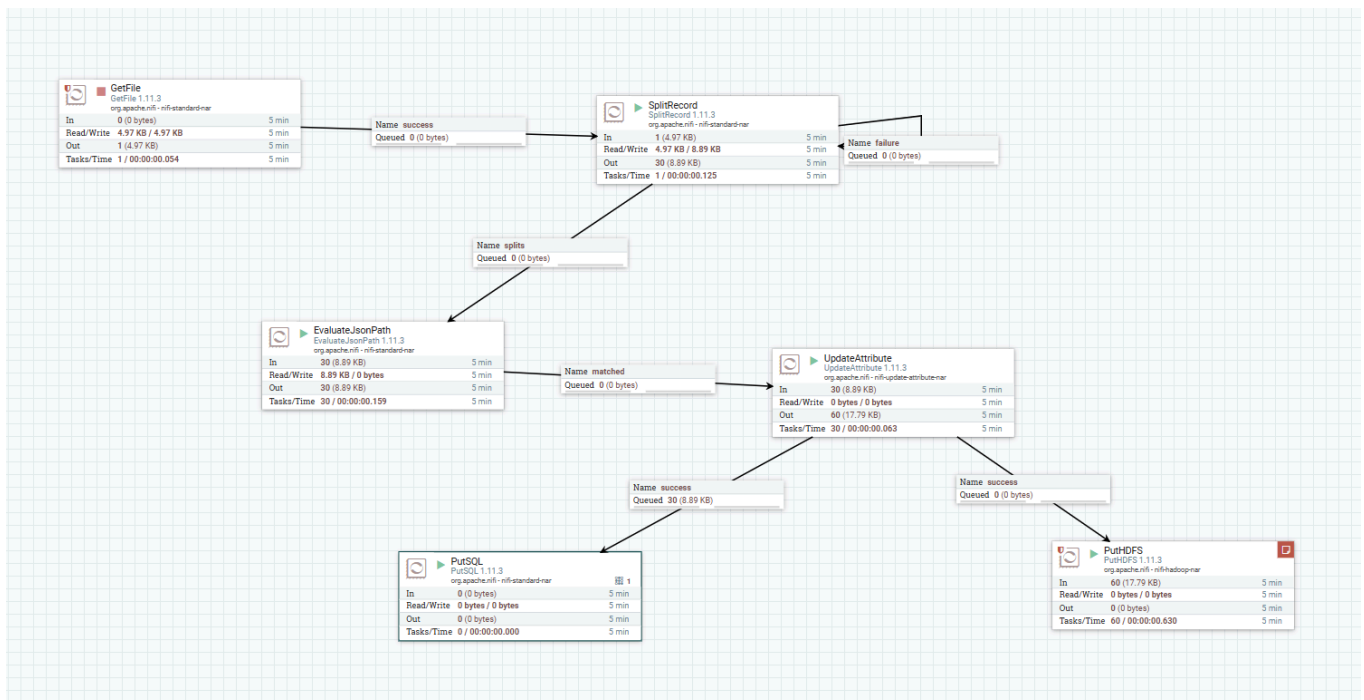 GetFile
GetFile 1.11.3
org.apache.nifi - nifi-standard-nar
In 0 (0 bytes) 5 min
Read/Write 4.97 KB / 4.97 KB 5 min
Out 1 (4.97 KB) 5 min
Tasks/Time 1 / 00:00:00.054 5 min
Name success
Queued 0 (0 bytes)
SplitRecord
SplitRecord 1.11.3
org.apache.nifi - nifi-standard-nar
In 1 (4.97 KB) 5 min
Read/Write 4.97 KB / 8.89 KB 5 min
Out 30 (8.89 KB) 5 min
Tasks/Time 1 / 00:00:00.125 5 min
Name failure
Queued 0 (0 bytes)
Name splits
Queued 0 (0 bytes)
EvaluateJsonPath
EvaluateJsonPath 1.11.3
org.apache.nifi - nifi-standard-nar
In 30 (8.89 KB) 5 min
Read/Write 8.89 KB / 0 bytes 5 min
Out 30 (8.89 KB) 5 min
Tasks/Time 30 / 00:00:00.159 5 min
Name matched
Queued 0 (0 bytes)
UpdateAttribute
UpdateAttribute 1.11.3
org.apache.nifi - nifi-update-attribute-nar
In 30 (8.89 KB) 5 min
Read/Write 0 bytes / 0 bytes 5 min
Out 60 (17.79 KB) 5 min
Tasks/Time 30 / 00:00:00.063 5 min
Name success
Queued 30 (8.89 KB)
Name success
Queued 0 (0 bytes)
PutSQL
PutSQL 1.11.3
org.apache.nifi - nifi-standard-nar
1
In 0 (0 bytes) 5 min
Read/Write 0 bytes / 0 bytes 5 min
Out 0 (0 bytes) 5 min
Tasks/Time 0 / 00:00:00.000 5 min
PutHDFS
PutHDFS 1.11.3
org.apache.nifi - nifi-hadoop-nar
In 60 (17.79 KB) 5 min
Read/Write 0 bytes / 0 bytes 5 min
Out 0 (0 bytes) 5 min
Tasks/Time 60 / 00:00:00.630 5 min